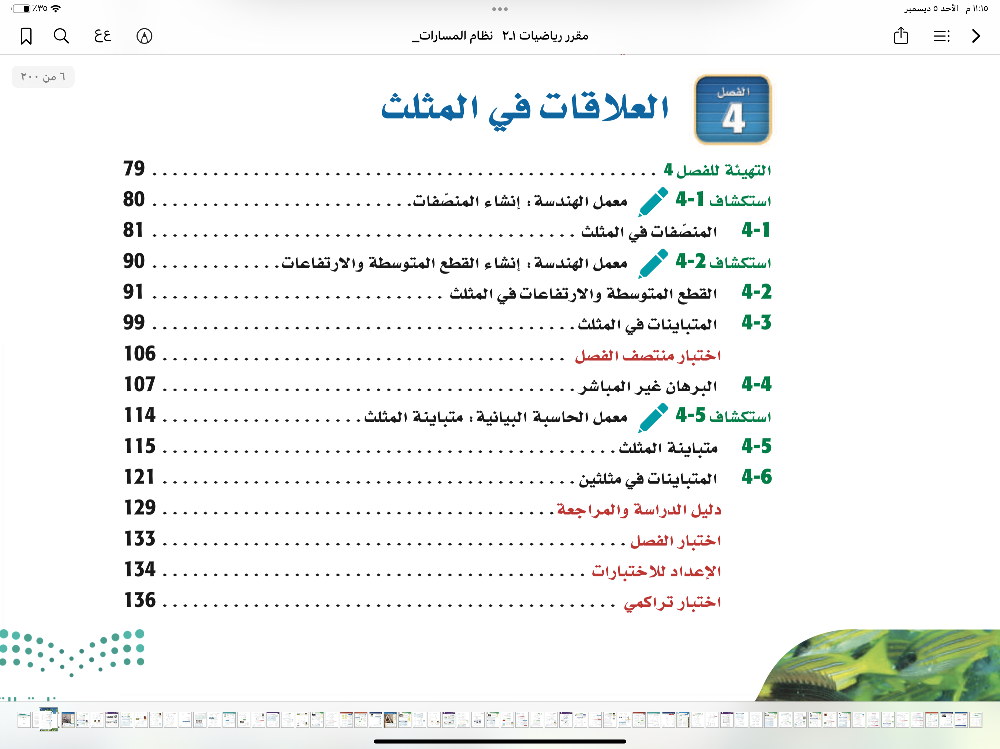 ١١:١٥ م الأحد ٥ ديسمبر
٪٣٥
مقرر رياضيات ١-٢ نظام المسارات_
ع ع
٦ من ٢٠٠
الفصل 4
العلاقات في المثلث
التهيئة للفصل 4 79
استكشاف 4-1 معمل الهندسة : إنشاء المنصّفات 80
4-1 المنصّفات في المثلث 81
استكشاف 4-2 معمل الهندسة : إنشاء القطع المتوسطة والارتفاعات 90
4-2 القطع المتوسطة والارتفاعات في المثلث 91
4-3 المتباينات في المثلث 99
اختبار منتصف الفصل 106
4-4 البرهان غير المباشر 107
استكشاف 4-5 معمل الحاسبة البيانية : متباينة المثلث 114
4-5 متباينة المثلث 115
4-6 المتباينات في مثلثين 121
دليل الدراسة والمراجعة 129
اختبار الفصل 133
الإعداد للاختبارات 134
اختبار تراكمي 136